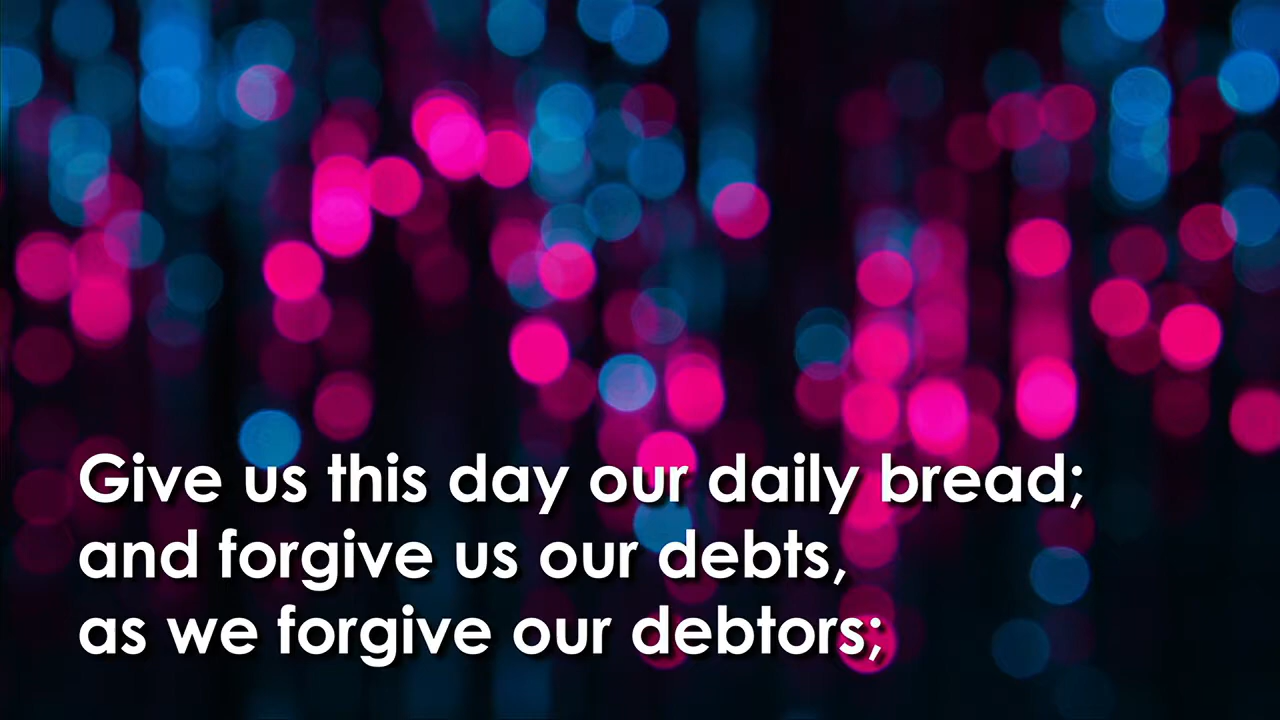 Give us this day our daily bread;
and forgive us our debts,
as we forgive our debtors;